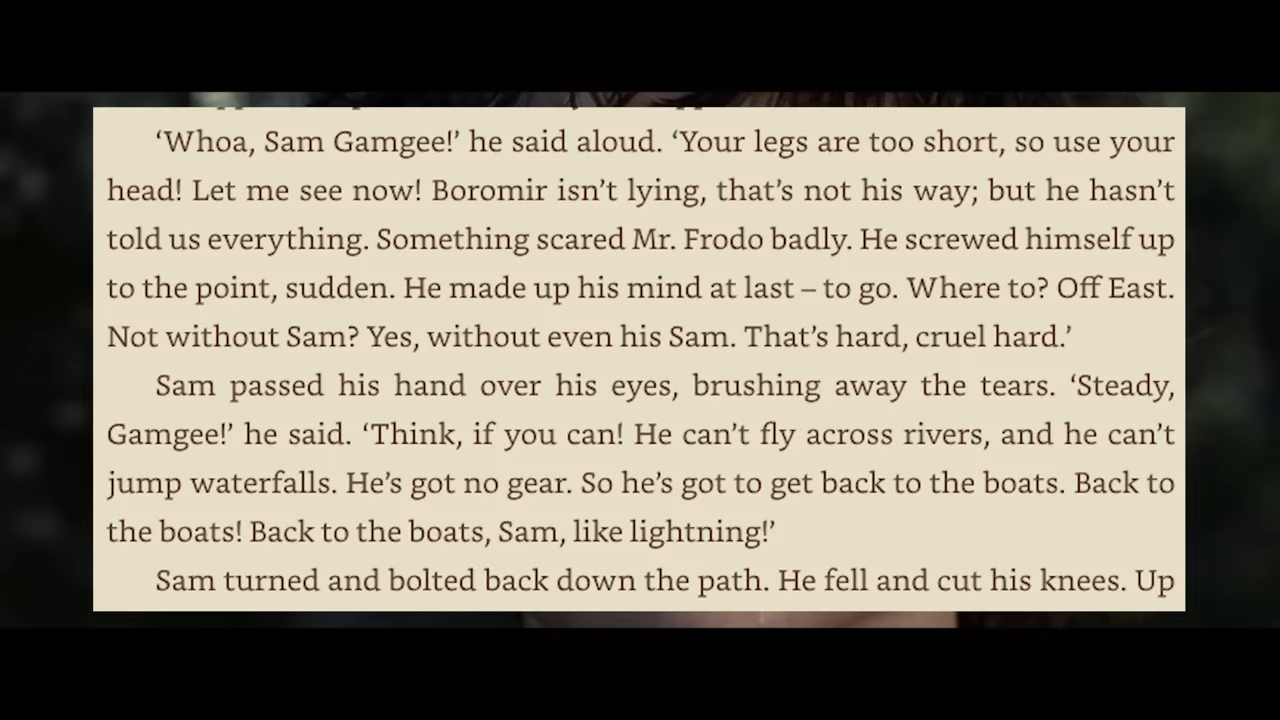 ‘Whoa, Sam Gamgee!’ he said aloud. ‘Your legs are too short, so use your
head! Let me see now! Boromir isn’t lying, that’s not his way; but he hasn’t
told us everything. Something scared Mr. Frodo badly. He screwed himself up
to the point, sudden. He made up his mind at last – to go. Where to? Off East.
Not without Sam? Yes, without even his Sam. That’s hard, cruel hard.’
Sam passed his hand over his eyes, brushing away the tears. ‘Steady,
Gamgee!’ he said. ‘Think, if you can! He can’t fly across rivers, and he can’t
jump waterfalls. He’s got no gear. So he’s got to get back to the boats. Back to
the boats! Back to the boats, Sam, like lightning!’
Sam turned and bolted back down the path. He fell and cut his knees. Up